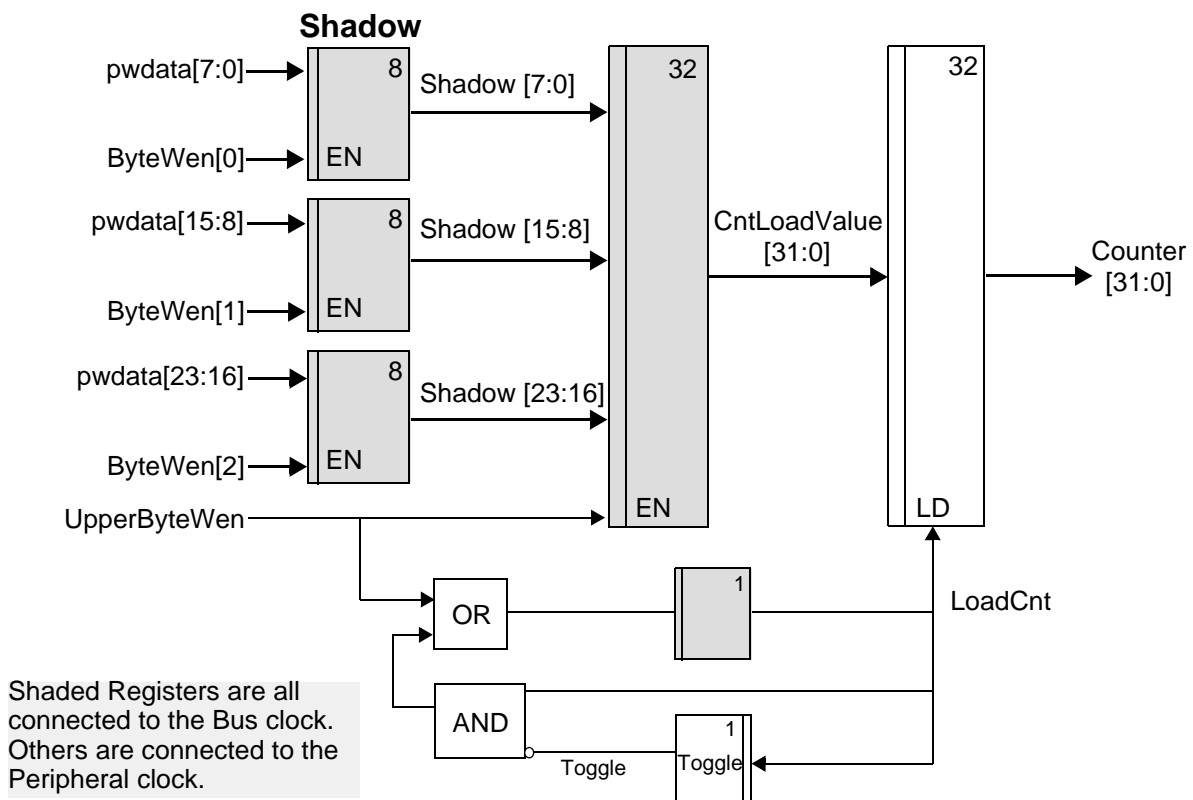 Shadow
pwdata[7:0]
8
Shadow [7:0]
32
32
ByteWen[0]
EN
pwdata[15:8]
8
Shadow [15:8]
CntLoadValue
[31:0]
Counter
[31:0]
ByteWen[1]
EN
pwdata[23:16]
8
Shadow [23:16]
ByteWen[2]
EN
UpperByteWen
EN
LD
OR
1
LoadCnt
AND
1
Toggle
Toggle
Shaded Registers are all
connected to the Bus clock.
Others are connected to the
Peripheral clock.